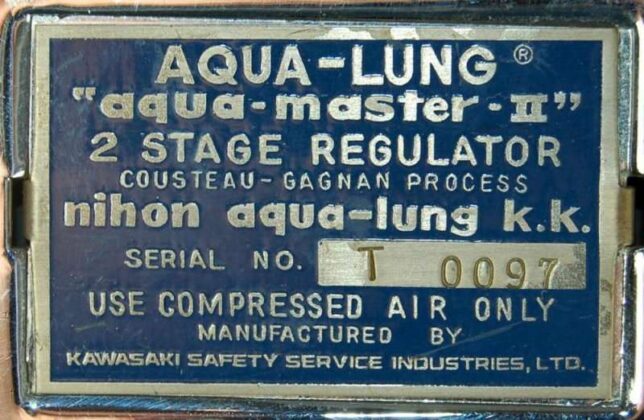 AQUA-LUNG ®
"aqua-master-II"
2 STAGE REGULATOR
COUSTEAU-GAGNAN PROCESS
nihon aqua-lung k.k.
SERIAL NO. T 0097
USE COMPRESSED AIR ONLY
MANUFACTURED BY
KAWASAKI SAFETY SERVICE INDUSTRIES, LTD.